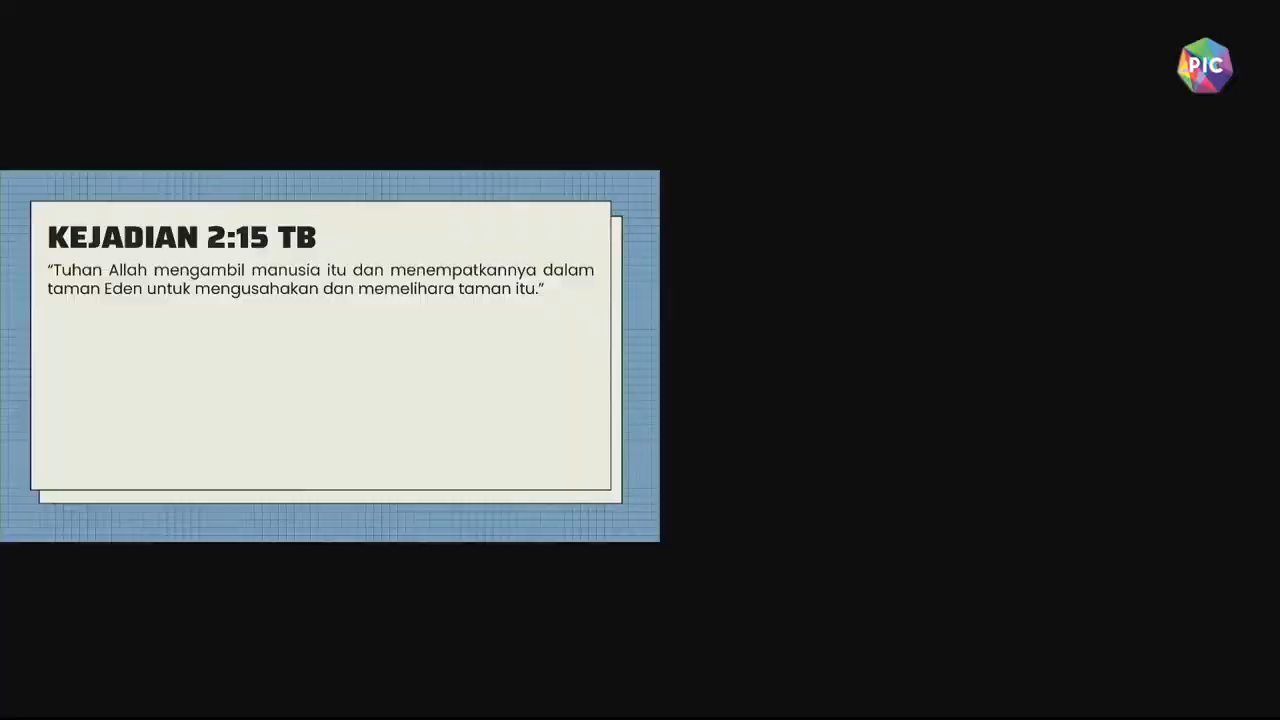 PIC
KEJADIAN 2:15 TB
“Tuhan Allah mengambil manusia itu dan menempatkannya dalam
taman Eden untuk mengusahakan dan memelihara taman itu.”